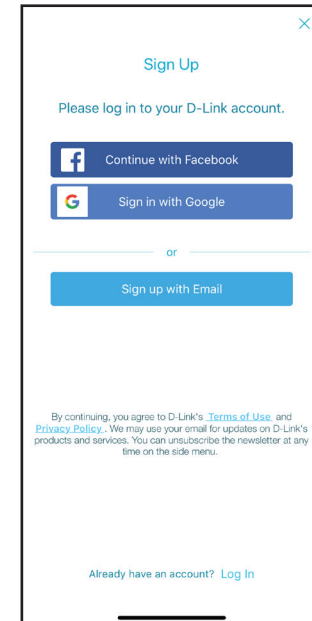 Sign Up
Please log in to your D-Link account.
Continue with Facebook
Sign in with Google
or
Sign up with Email
By continuing, you agree to D-Link's Terms of Use and
Privacy Policy. We may use your email for updates on D-Link's
products and services. You can unsubscribe the newsletter at any
time on the side menu.
Already have an account? Log In